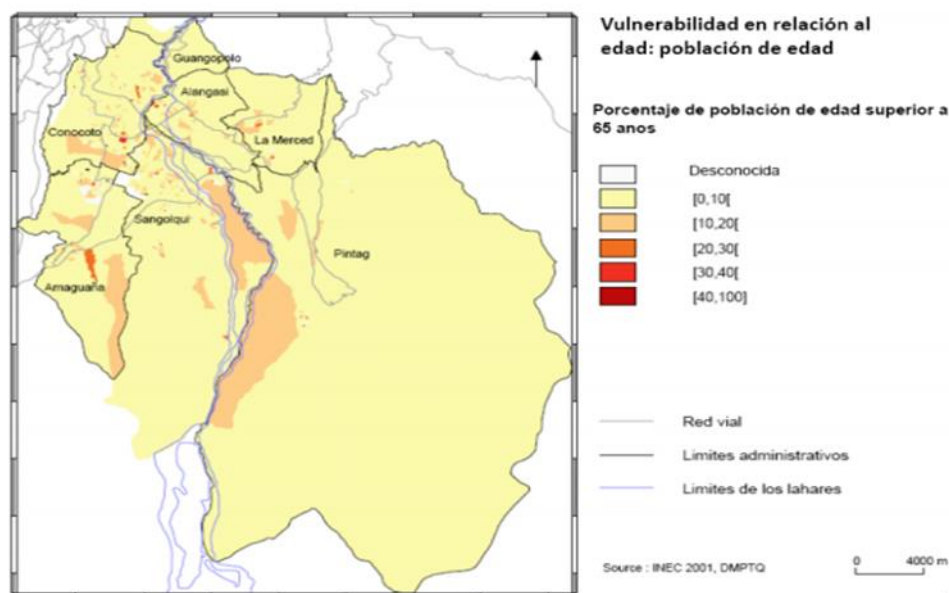 Vulnerabilidad en relación al
edad: población de edad
Porcentaje de población de edad superior a
65 anos
Desconocida
[0,10[
[10,20[
[20,30[
[30,40[
[40,100]
Red vial
Limites administrativos
Limites de los lahares
Source : INEC 2001, DMPTQ
0 4000 m
Guangopolo
Alangasi
Conocoto
La Merced
Sangolqui
Pintag
Amaguaña